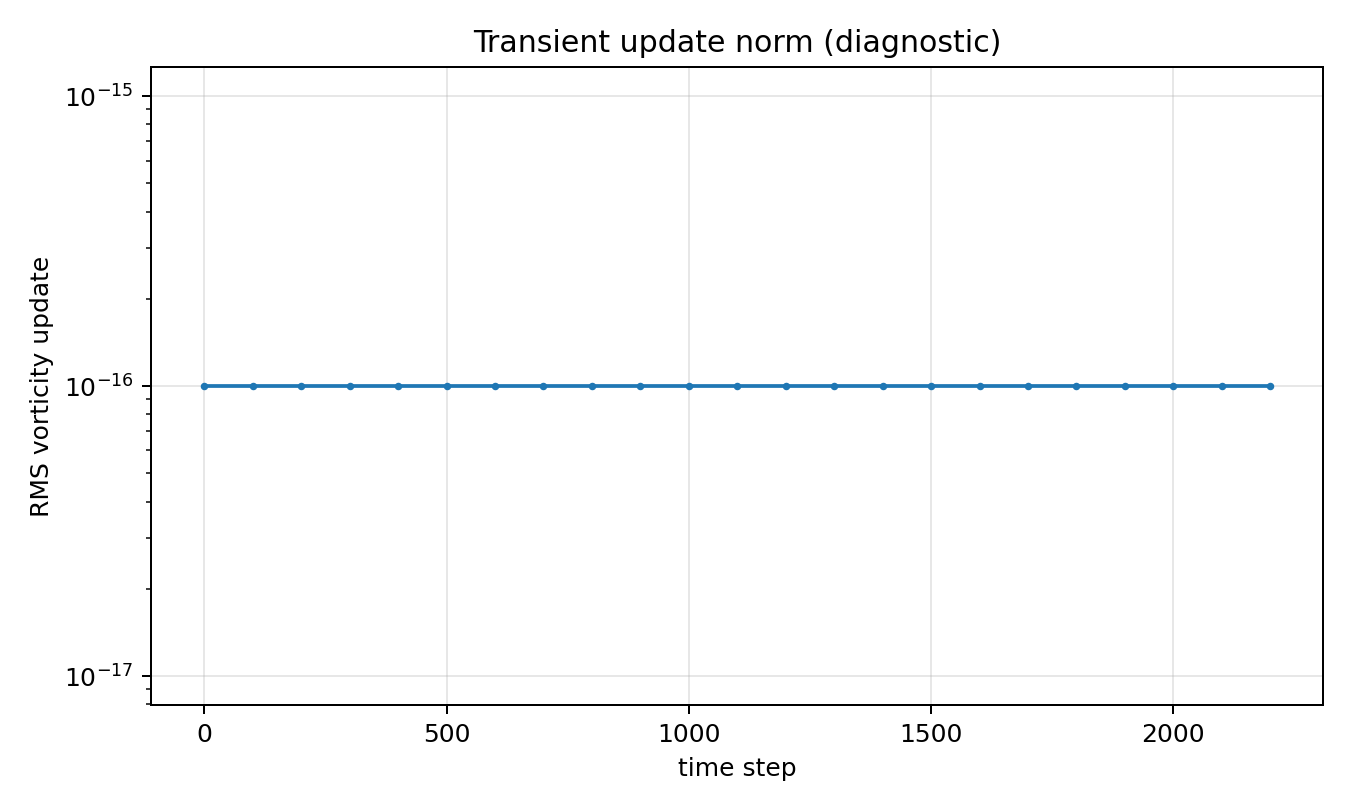 Transient update norm (diagnostic)
RMS vorticity update
10⁻¹⁵
10⁻¹⁶
10⁻¹⁷
0 500 1000 1500 2000
time step